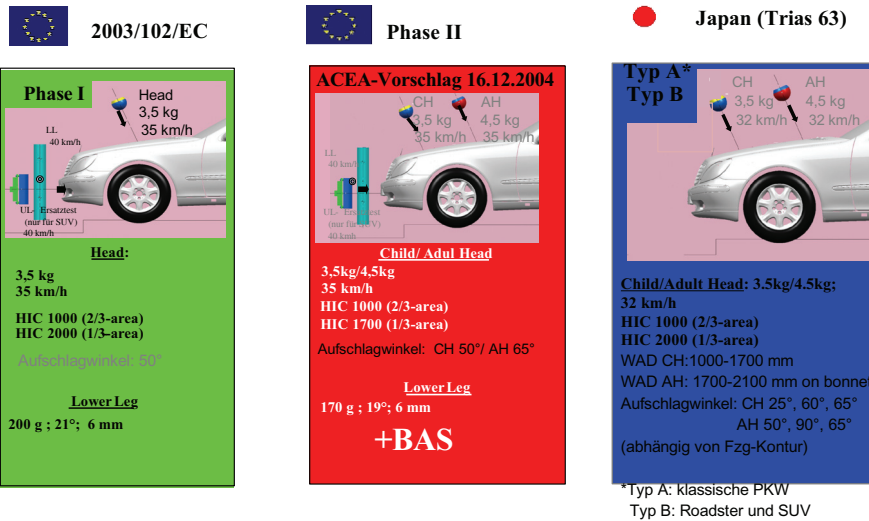 2003/102/EC
Phase I
Head
3,5 kg
35 km/h
LL
40 km/h
UL- Ersatztest
(nur für SUV)
40 km/h
Head:
3,5 kg
35 km/h
HIC 1000 (2/3-area)
HIC 2000 (1/3-area)
Aufschlagwinkel: 50°
Lower Leg
200 g ; 21°; 6 mm
Phase II
ACEA-Vorschlag 16.12.2004
CH AH
3,5 kg 4,5 kg
35 km/h 35 km/h
LL
40 km/h
UL- Ersatztest
(nur für SUV)
40 kmh
Child/ Adul Head
3,5kg/4,5kg
35 km/h
HIC 1000 (2/3-area)
HIC 1700 (1/3-area)
Aufschlagwinkel: CH 50°/ AH 65°
Lower Leg
170 g ; 19°; 6 mm
+BAS
Japan (Trias 63)
Typ A*
Typ B
CH AH
3,5 kg 4,5 kg
32 km/h 32 km/h
Child/Adult Head: 3.5kg/4.5kg;
32 km/h
HIC 1000 (2/3-area)
HIC 2000 (1/3-area)
WAD CH:1000-1700 mm
WAD AH: 1700-2100 mm on bonnet
Aufschlagwinkel: CH 25°, 60°, 65°
AH 50°, 90°, 65°
(abhängig von Fzg-Kontur)
*Typ A: klassische PKW
Typ B: Roadster und SUV